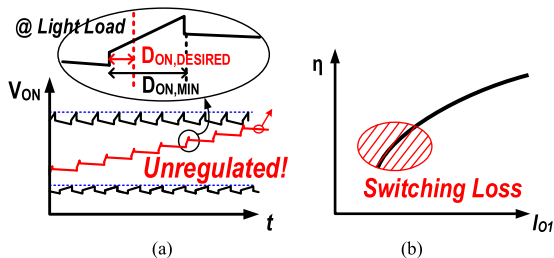 @ Light Load
D_ON,DESIRED
D_ON,MIN
V_ON
Unregulated!
t
(a)
η
Switching Loss
I_O1
(b)